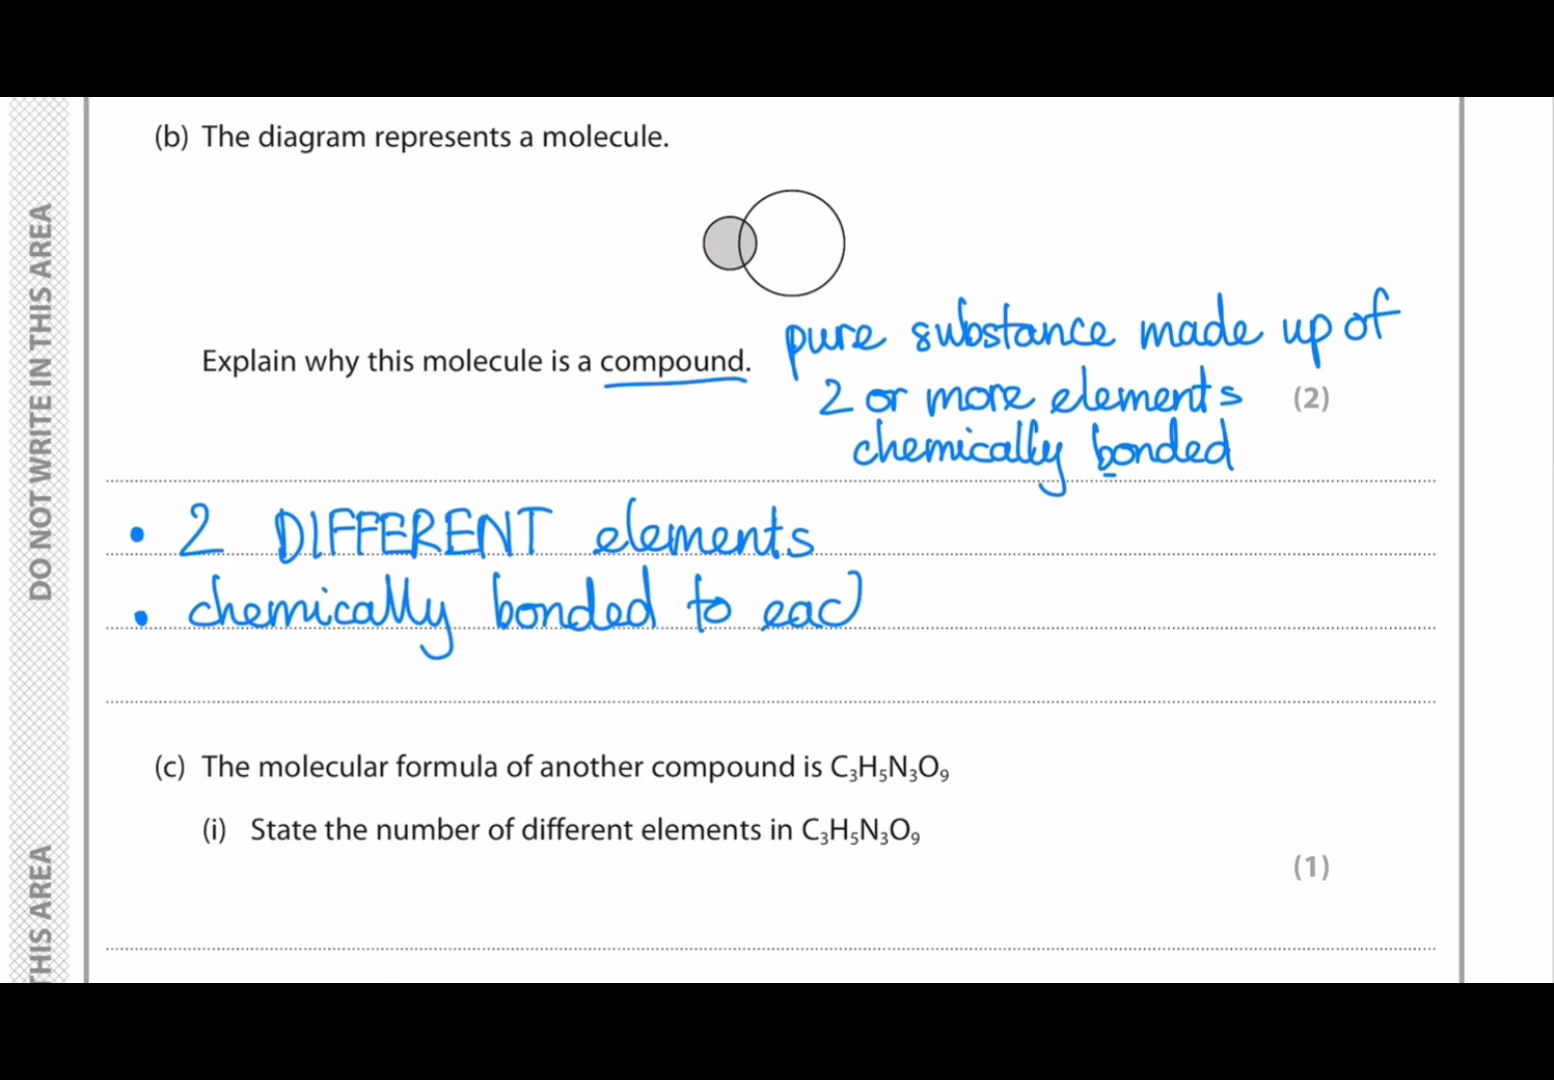 DO NOT WRITE IN THIS AREA
THIS AREA
(b) The diagram represents a molecule.
Explain why this molecule is a compound.
pure substance made up of
2 or more elements
chemically bonded
(2)
• 2 DIFFERENT elements
• chemically bonded to eac
(c) The molecular formula of another compound is C₃H₅N₃O₉
(i) State the number of different elements in C₃H₅N₃O₉
(1)